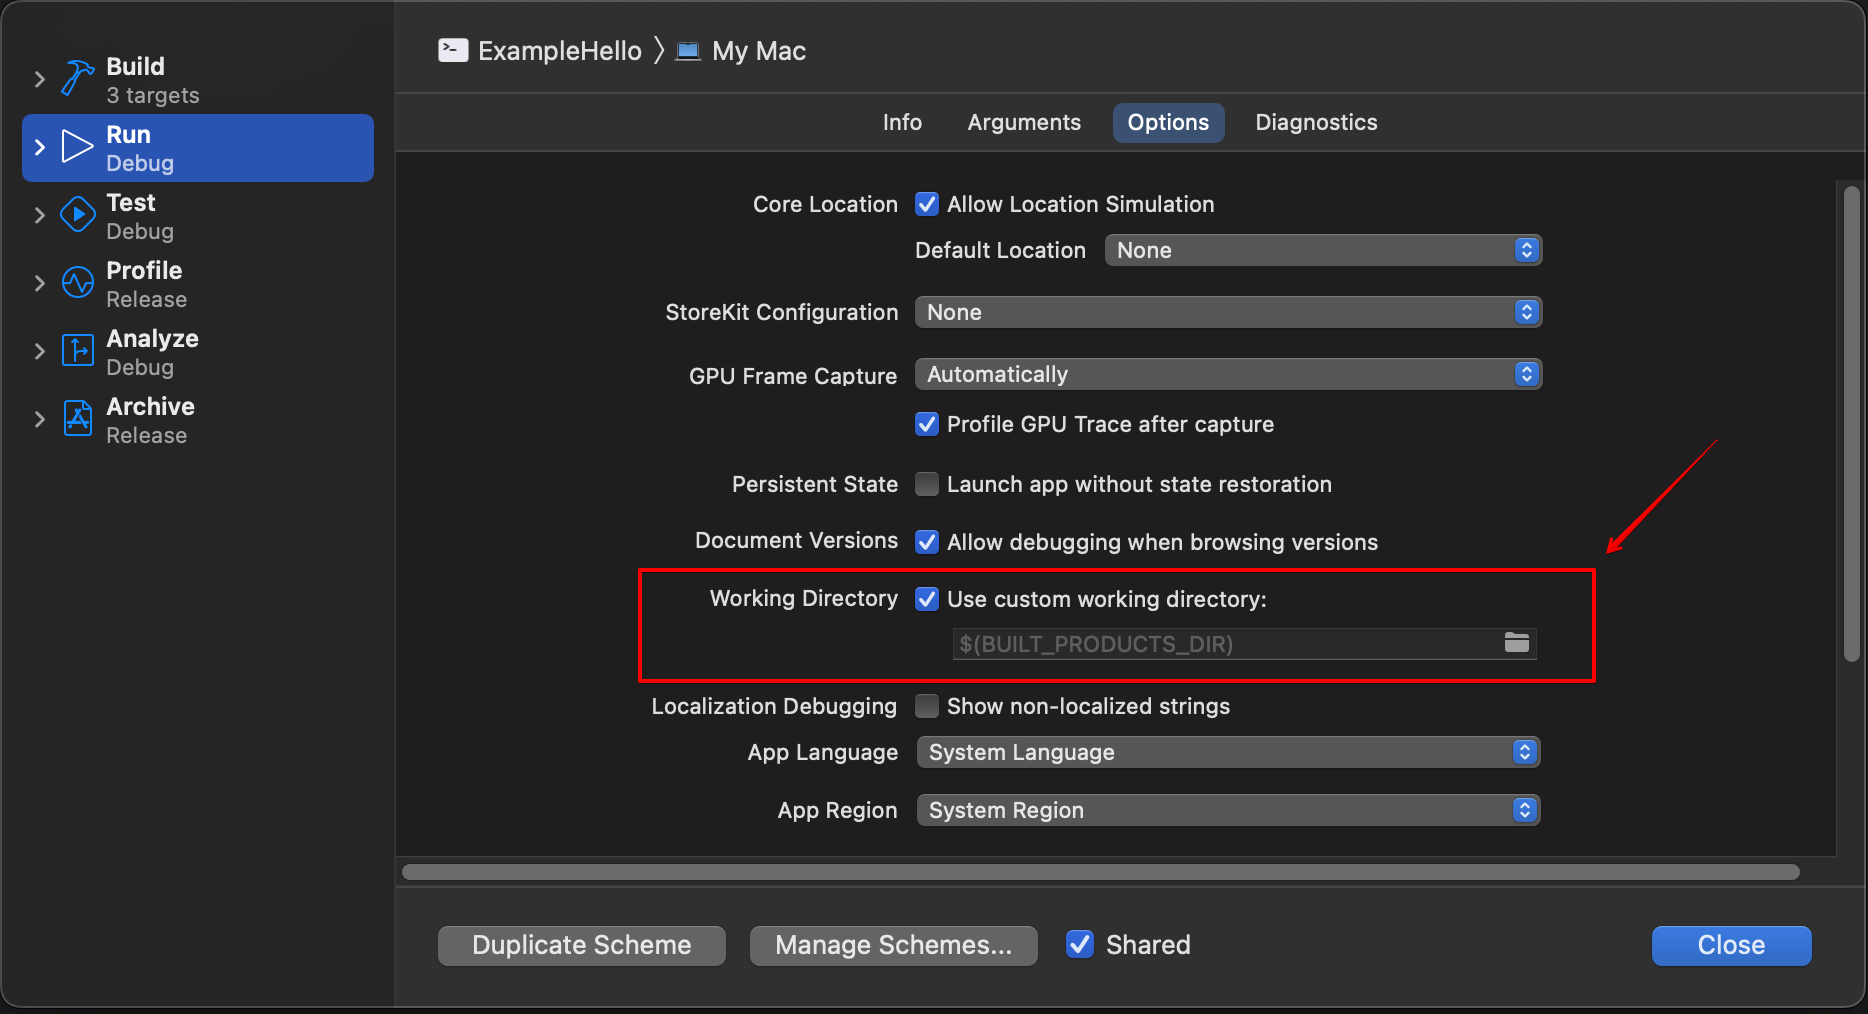 Build
3 targets
Run
Debug
Test
Debug
Profile
Release
Analyze
Debug
Archive
Release
ExampleHello 〉 My Mac
Info Arguments Options Diagnostics
Core Location Allow Location Simulation
Default Location None
StoreKit Configuration None
GPU Frame Capture Automatically
Profile GPU Trace after capture
Persistent State Launch app without state restoration
Document Versions Allow debugging when browsing versions
Working Directory Use custom working directory:
$(BUILT_PRODUCTS_DIR)
Localization Debugging Show non-localized strings
App Language System Language
App Region System Region
Duplicate Scheme Manage Schemes... Shared Close